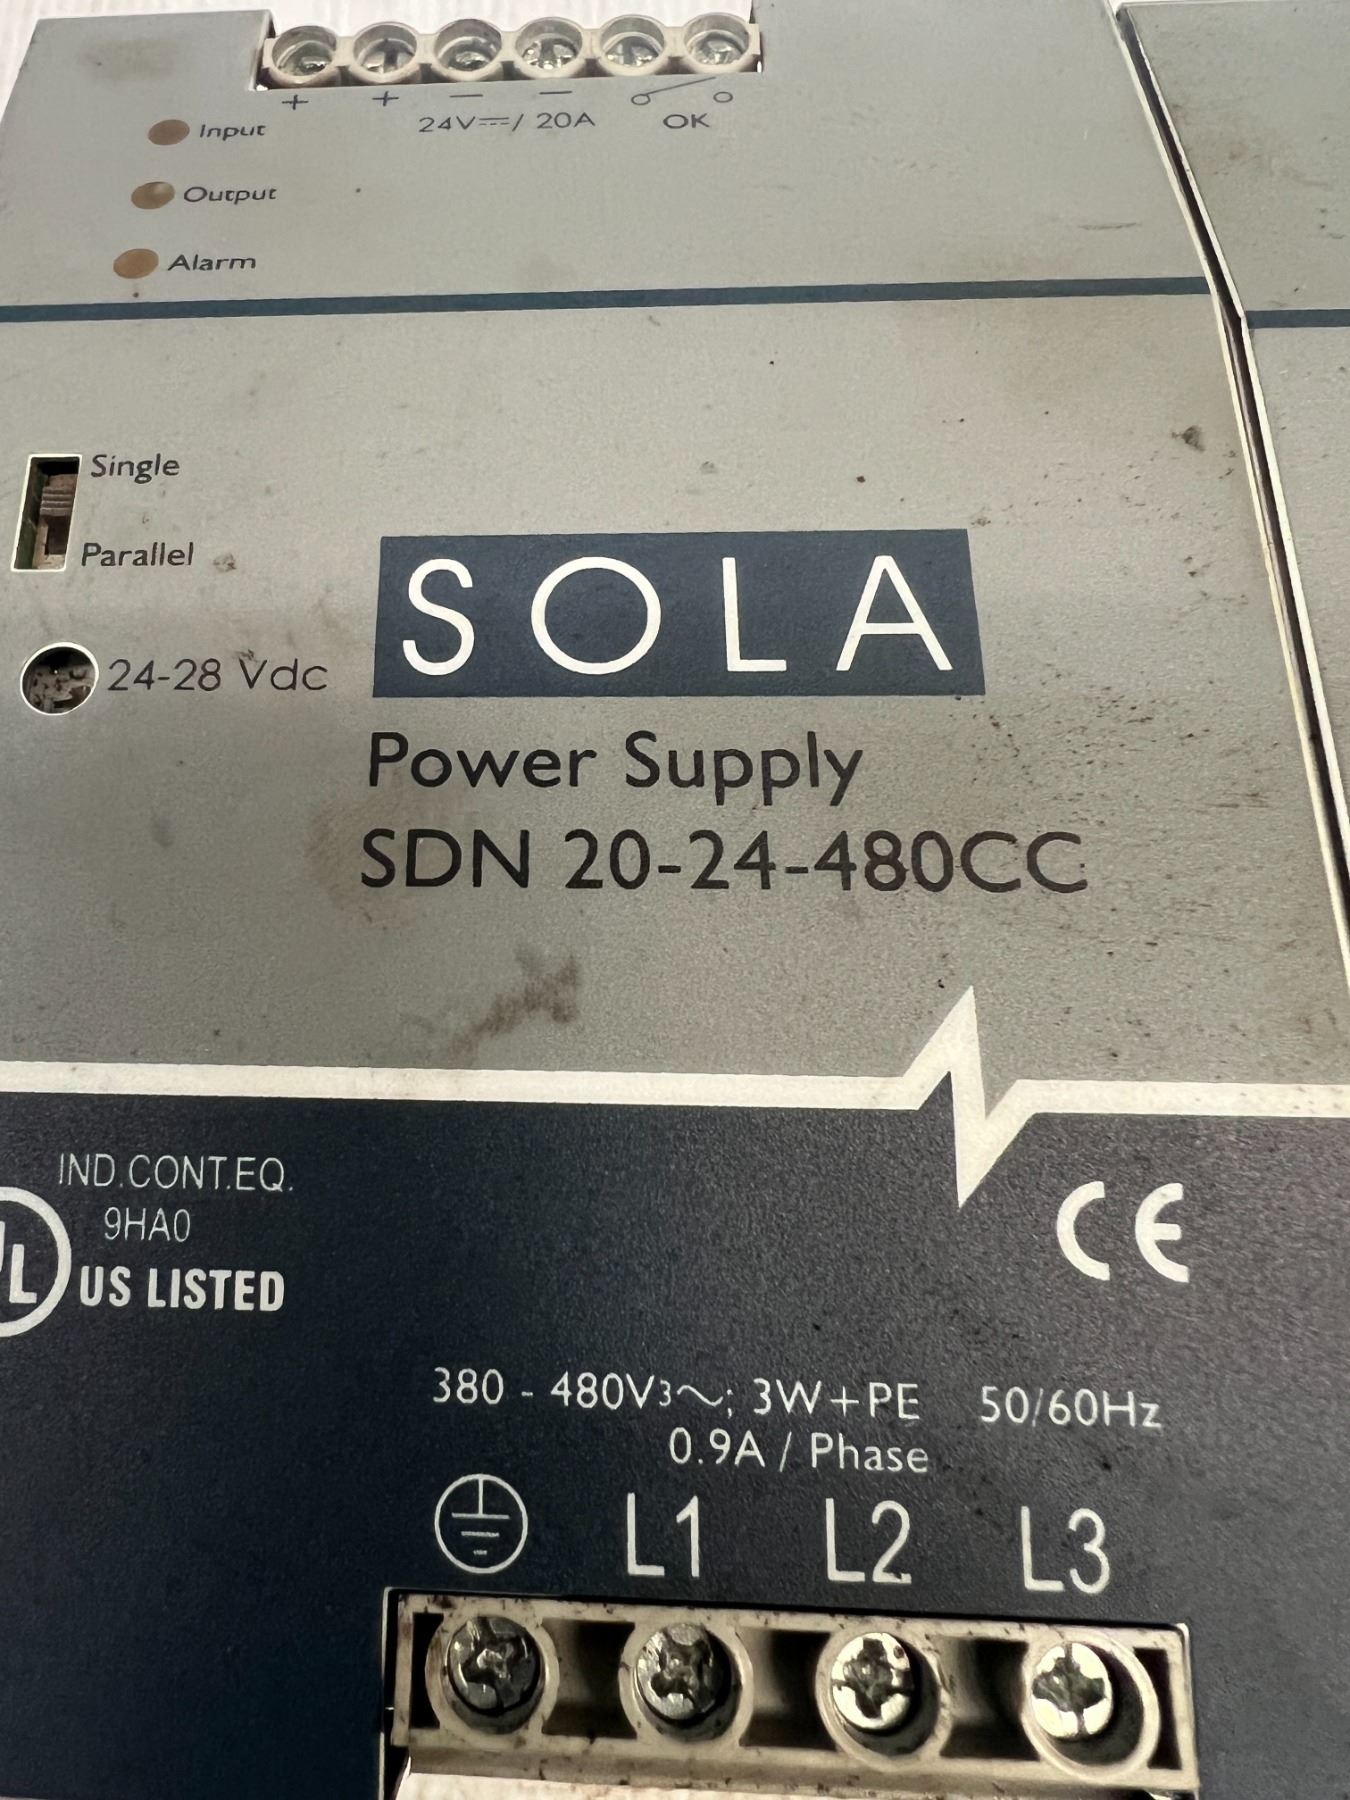 + + − −
24V⎓/ 20A OK
Input
Output
Alarm
Single
Parallel
24-28 Vdc
SOLA
Power Supply
SDN 20-24-480CC
IND.CONT.EQ.
9HA0
UL US LISTED
CE
380 - 480V3~; 3W+PE 50/60Hz
0.9A / Phase
L1 L2 L3